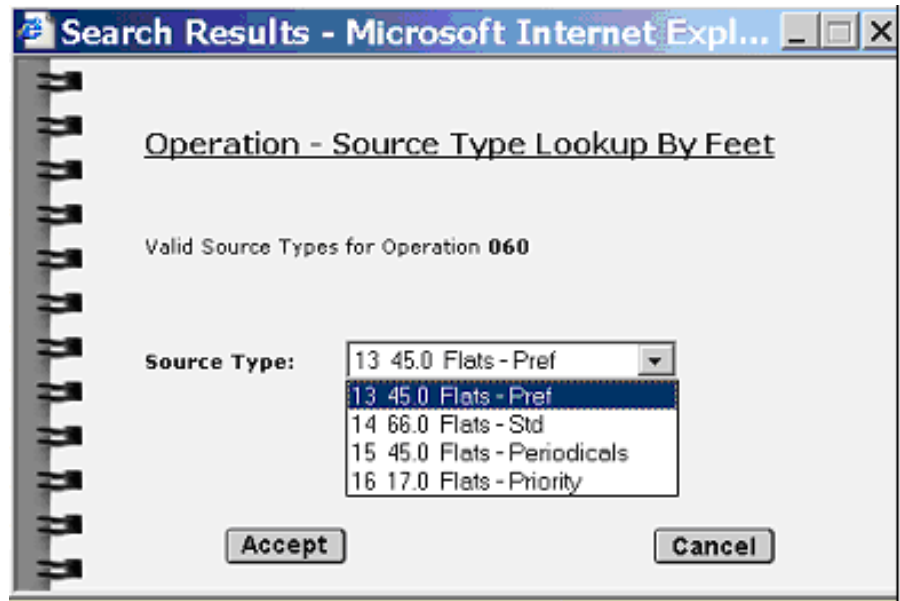 Search Results - Microsoft Internet Expl...
Operation - Source Type Lookup By Feet
Valid Source Types for Operation 060
Source Type: 13 45.0 Flats - Pref
13 45.0 Flats - Pref
14 66.0 Flats - Std
15 45.0 Flats - Periodicals
16 17.0 Flats - Priority
Accept Cancel